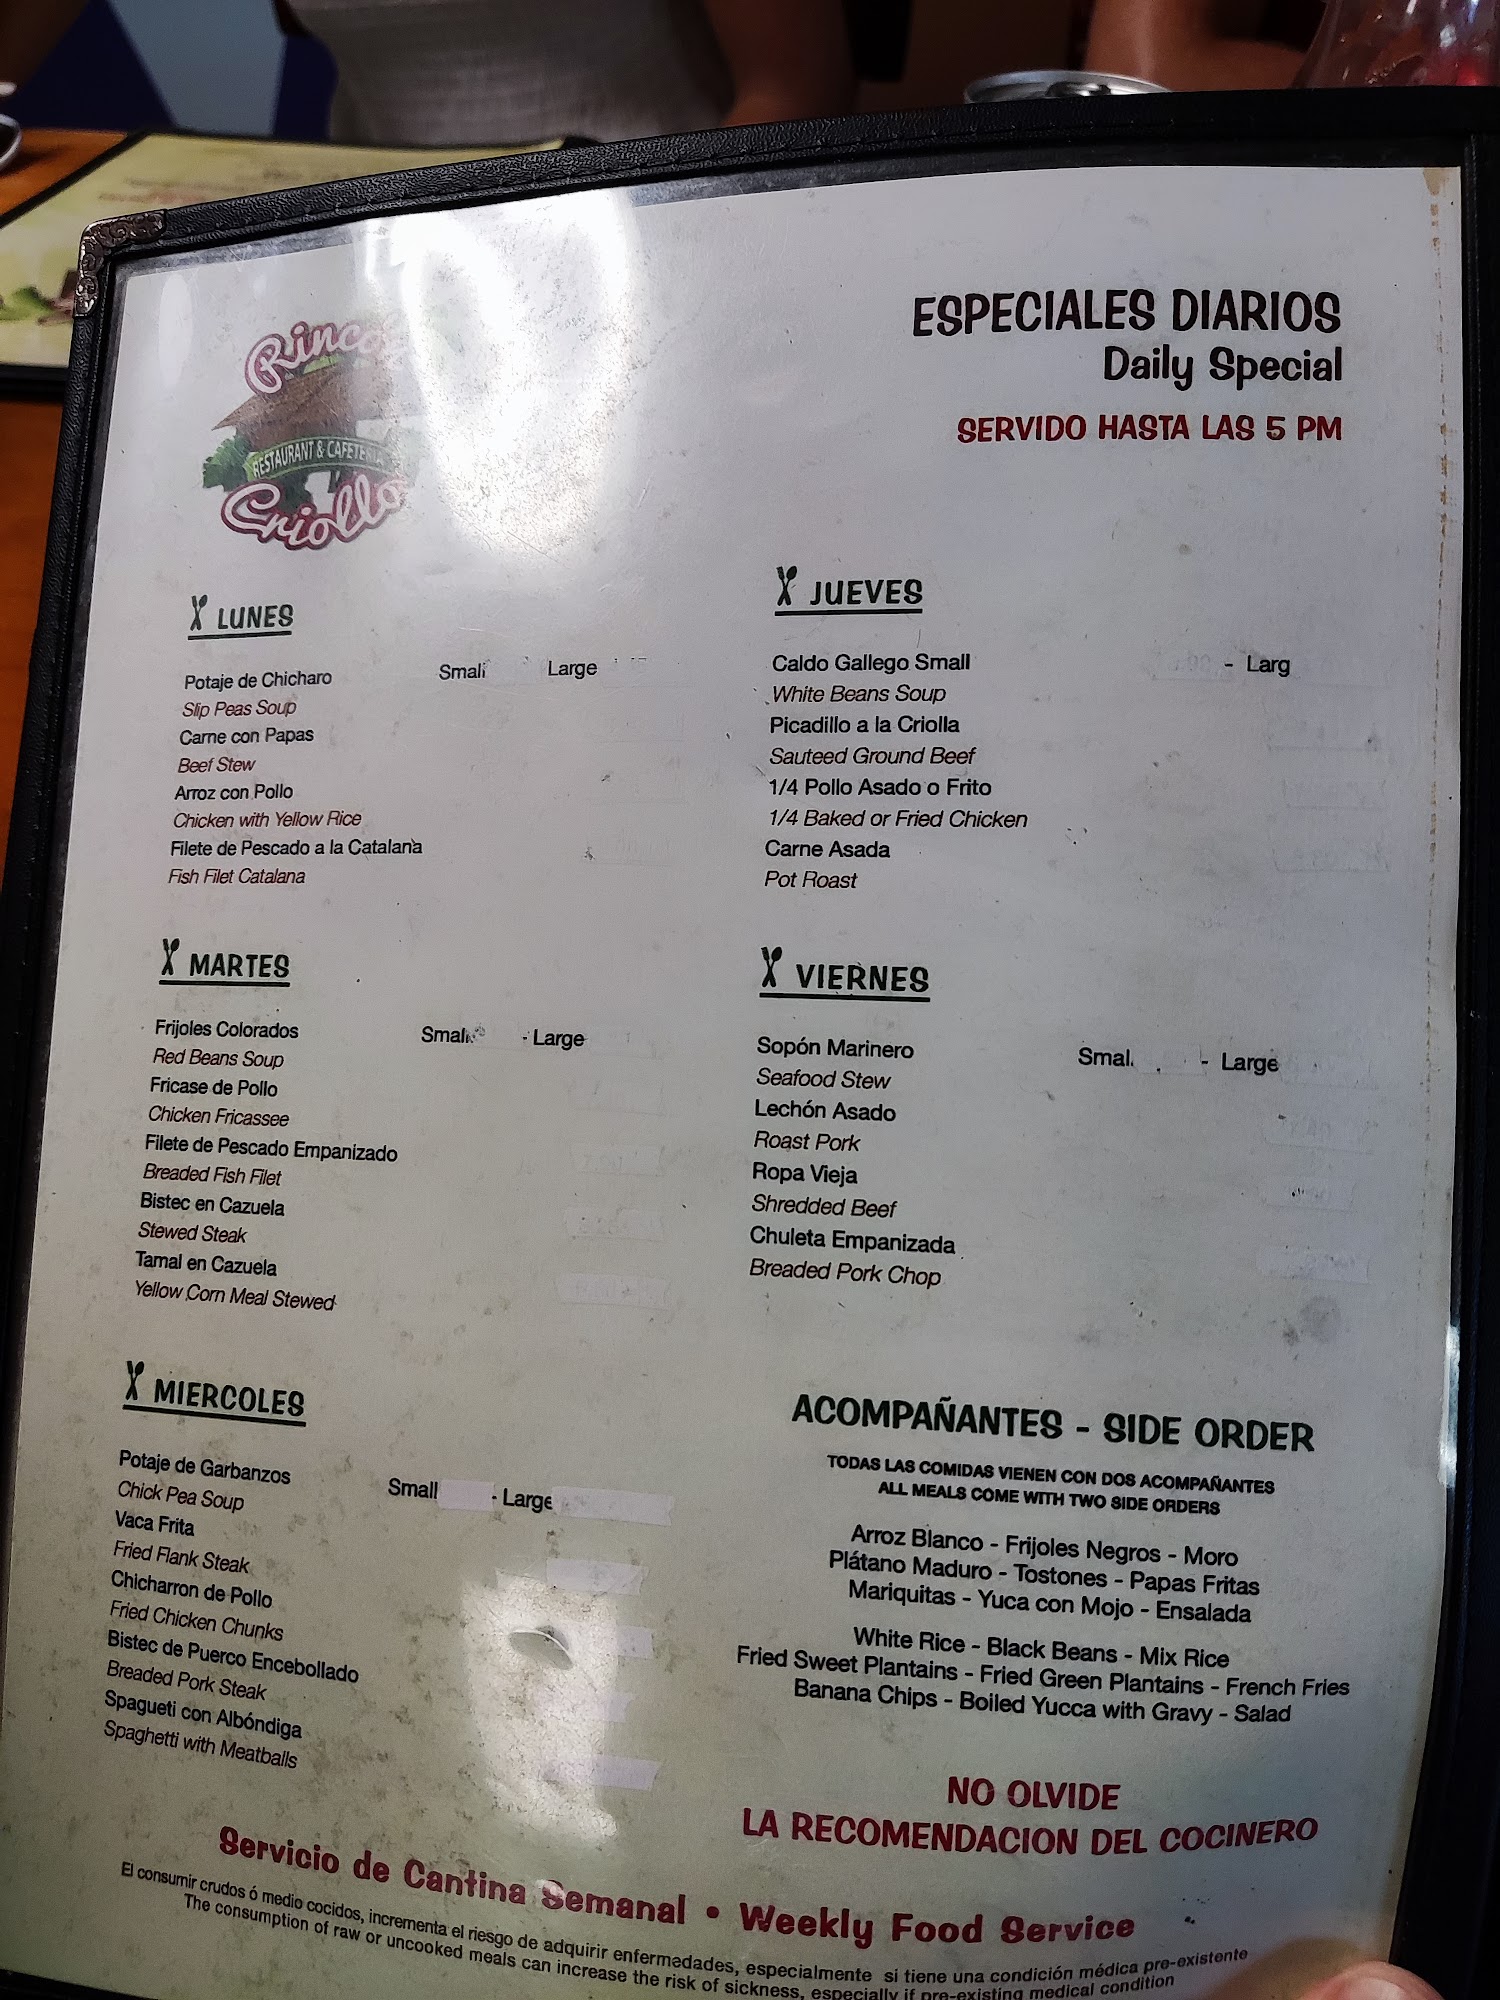 Rincon
RESTAURANT & CAFETERIA
Criollo
ESPECIALES DIARIOS
Daily Special
SERVIDO HASTA LAS 5 PM
LUNES
Potaje de Chicharo Small Large
Slip Peas Soup
Carne con Papas
Beef Stew
Arroz con Pollo
Chicken with Yellow Rice
Filete de Pescado a la Catalana
Fish Filet Catalana
MARTES
Frijoles Colorados Small - Large
Red Beans Soup
Fricase de Pollo
Chicken Fricassee
Filete de Pescado Empanizado
Breaded Fish Filet
Bistec en Cazuela
Stewed Steak
Tamal en Cazuela
Yellow Corn Meal Stewed
MIERCOLES
Potaje de Garbanzos Small - Large
Chick Pea Soup
Vaca Frita
Fried Flank Steak
Chicharron de Pollo
Fried Chicken Chunks
Bistec de Puerco Encebollado
Breaded Pork Steak
Spagueti con Albóndiga
Spaghetti with Meatballs
JUEVES
Caldo Gallego Small - Larg
White Beans Soup
Picadillo a la Criolla
Sauteed Ground Beef
1/4 Pollo Asado o Frito
1/4 Baked or Fried Chicken
Carne Asada
Pot Roast
VIERNES
Sopón Marinero Smal - Large
Seafood Stew
Lechón Asado
Roast Pork
Ropa Vieja
Shredded Beef
Chuleta Empanizada
Breaded Pork Chop
ACOMPAÑANTES - SIDE ORDER
TODAS LAS COMIDAS VIENEN CON DOS ACOMPAÑANTES
ALL MEALS COME WITH TWO SIDE ORDERS
Arroz Blanco - Frijoles Negros - Moro
Plátano Maduro - Tostones - Papas Fritas
Mariquitas - Yuca con Mojo - Ensalada
White Rice - Black Beans - Mix Rice
Fried Sweet Plantains - Fried Green Plantains - French Fries
Banana Chips - Boiled Yucca with Gravy - Salad
NO OLVIDE
LA RECOMENDACION DEL COCINERO
Servicio de Cantina Semanal • Weekly Food Service
El consumir crudos ó medio cocidos, incrementa el riesgo de adquirir enfermedades, especialmente si tiene una condición médica pre-existente
The consumption of raw or uncooked meals can increase the risk of sickness, especially if pre-existing medical condition